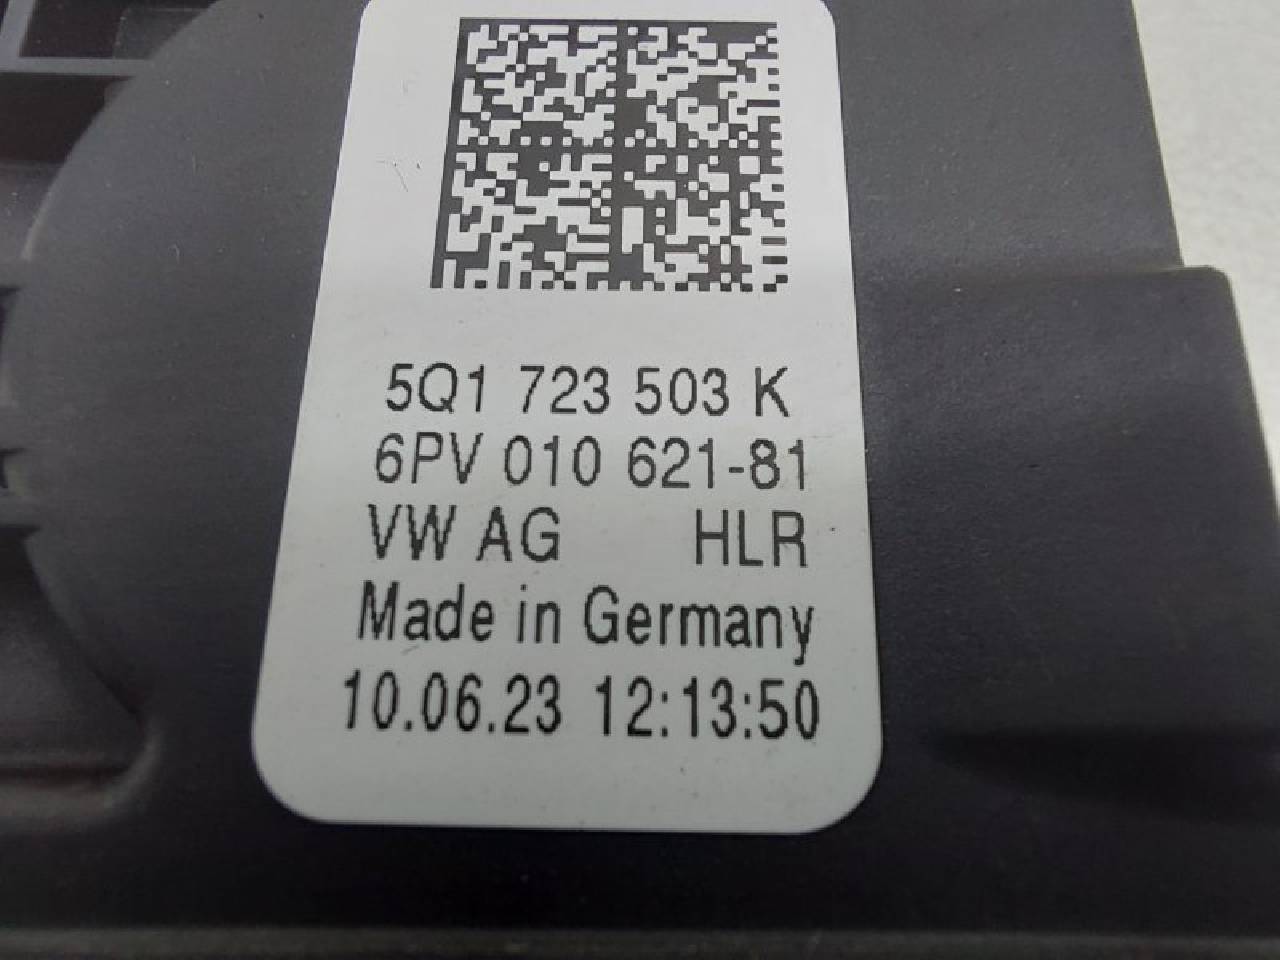 5Q1 723 503 K
6PV 010 621-81
VW AG HLR
Made in Germany
10.06.23 12:13:50